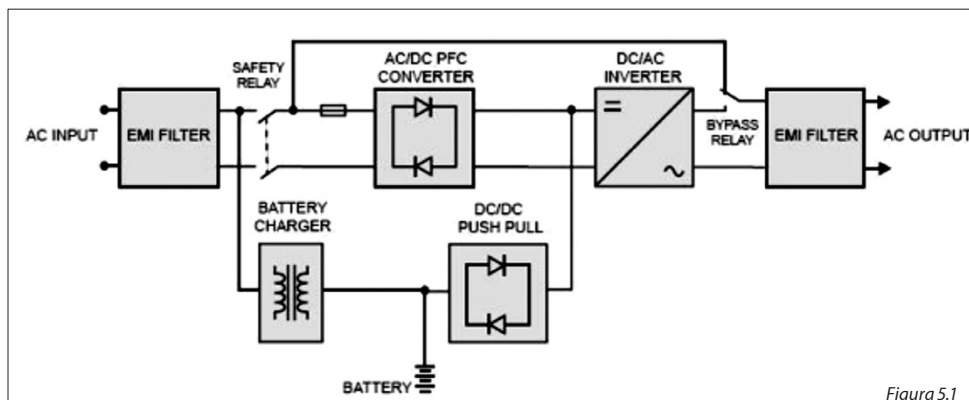 AC/DC PFC
CONVERTER
DC/AC
INVERTER
SAFETY
RELAY
AC INPUT
EMI FILTER
BYPASS
RELAY
EMI FILTER
AC OUTPUT
BATTERY
CHARGER
DC/DC
PUSH PULL
BATTERY
Figura 5.1